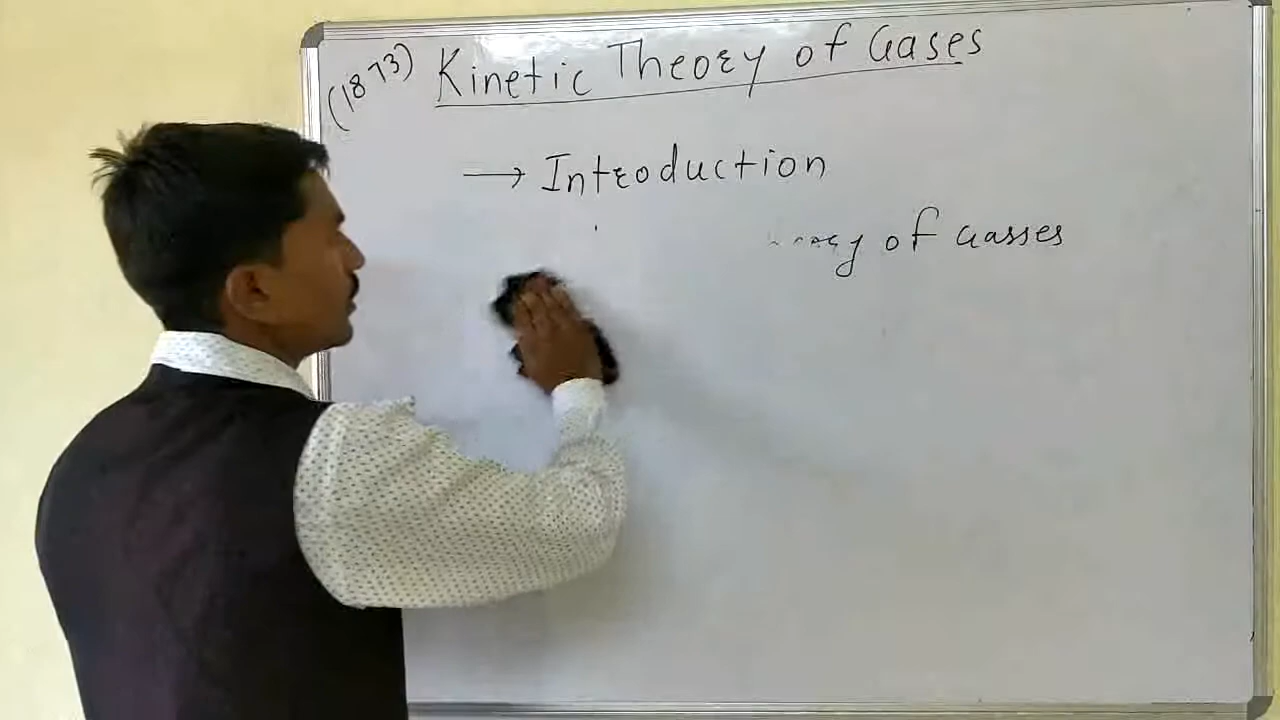 (1873) Kinetic Theory of Gases
→ Introduction
of Gasses